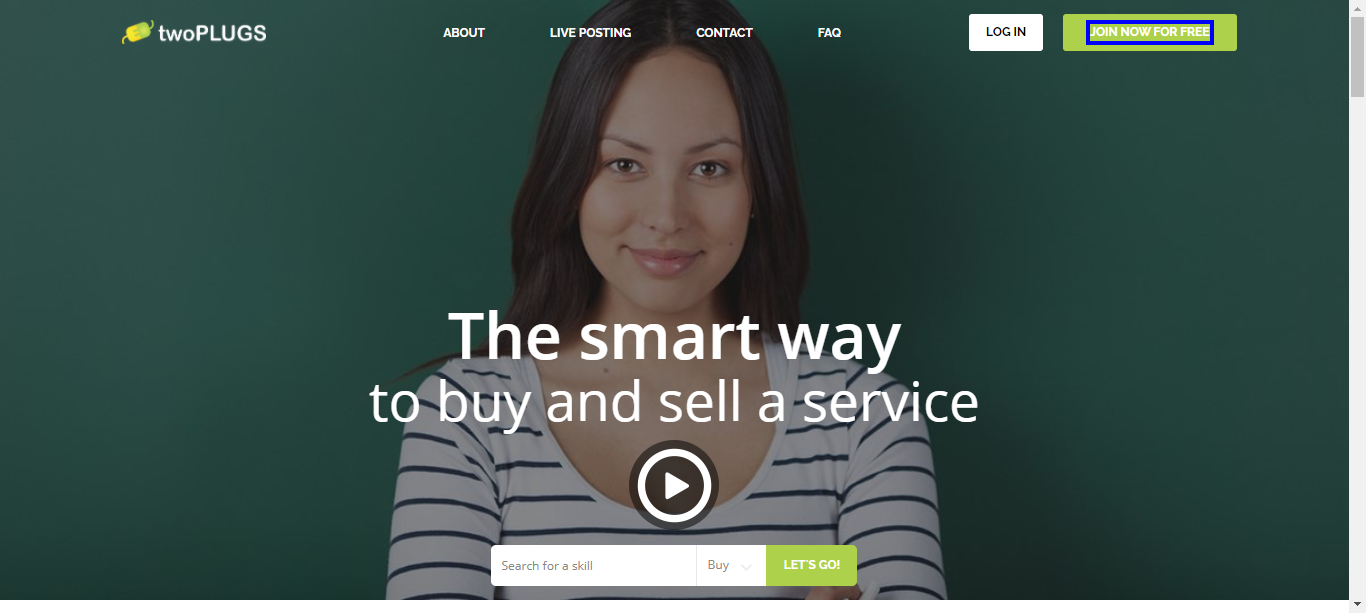 twoPLUGS
ABOUT
LIVE POSTING
CONTACT
FAQ
LOG IN
JOIN NOW FOR FREE
The smart way
to buy and sell a service
Search for a skill
Buy
LET'S GO!